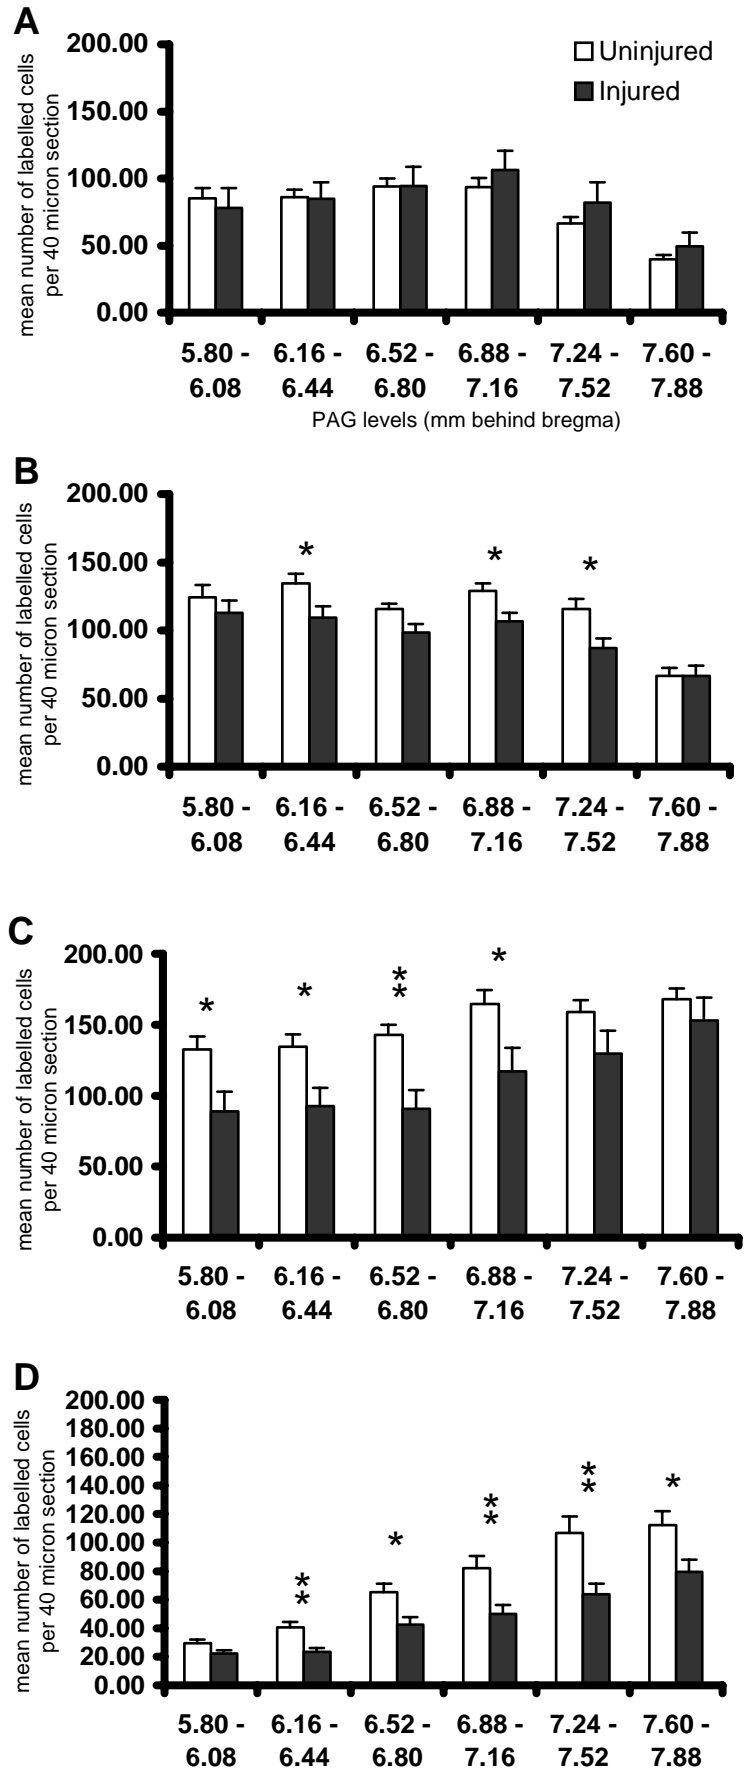 A
mean number of labelled cells
per 40 micron section
200.00
150.00
100.00
50.00
0.00
Uninjured
Injured
5.80 - 6.16 - 6.52 - 6.88 - 7.24 - 7.60 -
6.08 6.44 6.80 7.16 7.52 7.88
PAG levels (mm behind bregma)
B
mean number of labelled cells
per 40 micron section
200.00
150.00
100.00
50.00
0.00
* * *
5.80 - 6.16 - 6.52 - 6.88 - 7.24 - 7.60 -
6.08 6.44 6.80 7.16 7.52 7.88
C
mean number of labelled cells
per 40 micron section
200.00
150.00
100.00
50.00
0.00
* * ** *
5.80 - 6.16 - 6.52 - 6.88 - 7.24 - 7.60 -
6.08 6.44 6.80 7.16 7.52 7.88
D
mean number of labelled cells
per 40 micron section
200.00
180.00
160.00
140.00
120.00
100.00
80.00
60.00
40.00
20.00
0.00
** * ** ** *
5.80 - 6.16 - 6.52 - 6.88 - 7.24 - 7.60 -
6.08 6.44 6.80 7.16 7.52 7.88